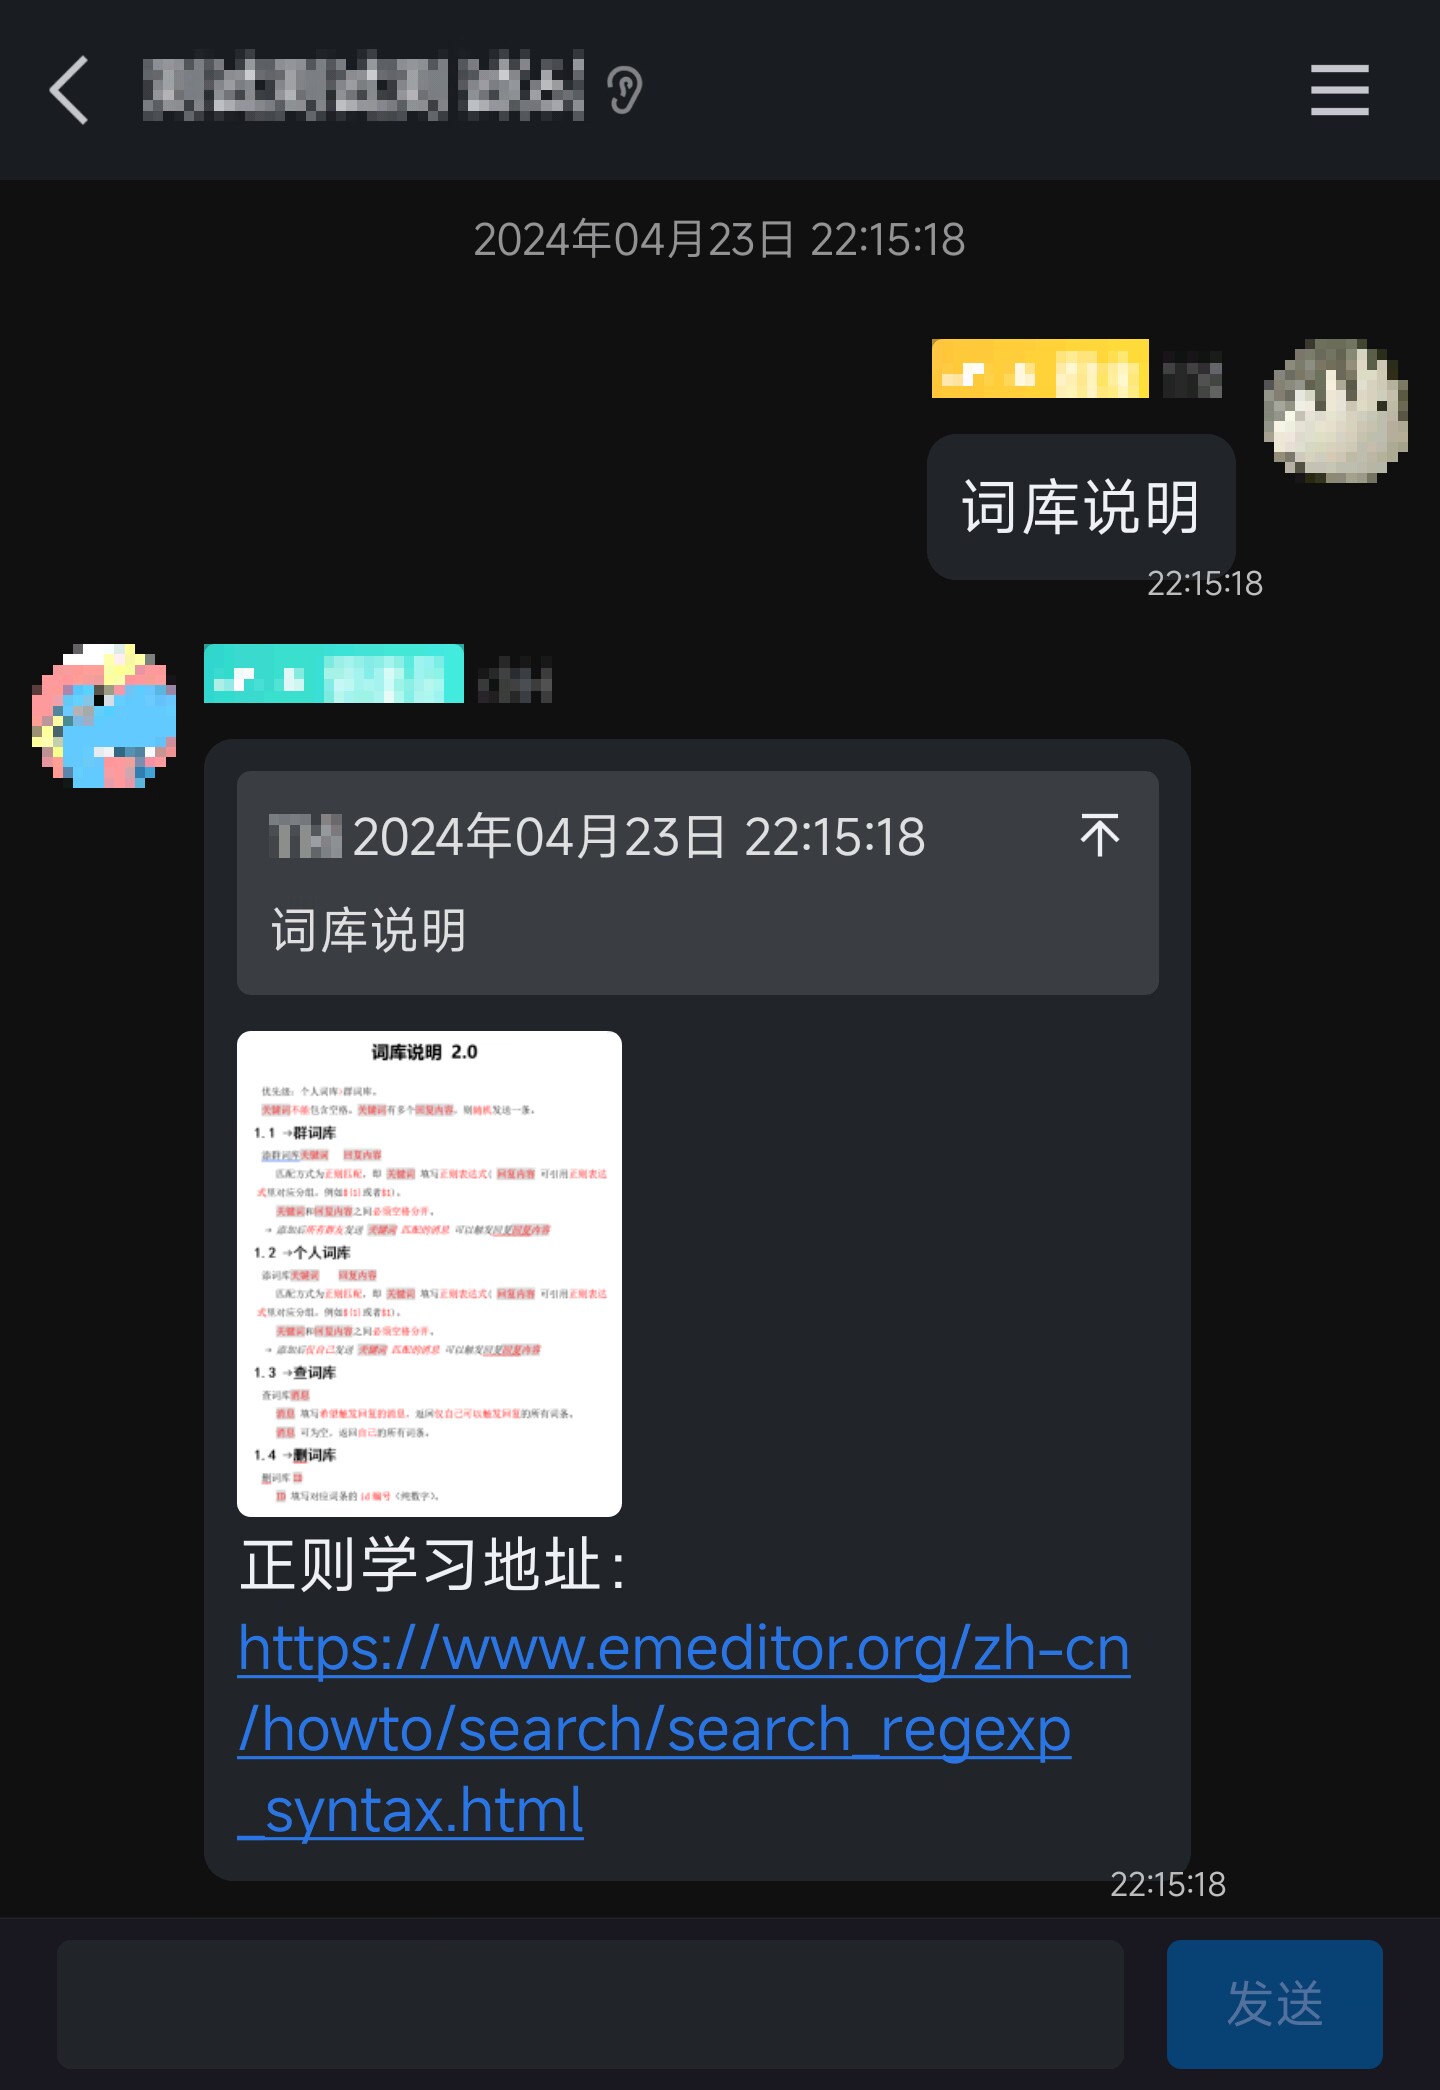 2024年04月23日 22:15:18
词库说明
22:15:18
2024年04月23日 22:15:18
词库说明
词库说明 2.0
优先级：个人词库>群词库。
关键词不能包含空格。关键词有多个回复内容，则随机发送一条。
1.1 →群词库
添群词库关键词 回复内容
匹配方式为正则匹配，即 关键词 填写正则表达式( 回复内容 可引用正则表达
式里对应分组，例如${1}或者$1)。
关键词和回复内容之间必须空格分开。
→ 添加后所有群友发送 关键词 匹配的消息 可以触发回复回复内容
1.2 →个人词库
添词库关键词 回复内容
匹配方式为正则匹配，即 关键词 填写正则表达式( 回复内容 可引用正则表达
式里对应分组，例如${1}或者$1)。
关键词和回复内容之间必须空格分开。
→ 添加后仅自己发送 关键词 匹配的消息 可以触发回复回复内容
1.3 →查词库
查词库消息
消息 填写希望触发回复的消息，返回仅自己可以触发回复的所有词条。
消息 可为空，返回自己的所有词条。
1.4 →删词库
删词库 ID
ID 填写对应词条的 id 编号（纯数字）。
正则学习地址：
https://www.emeditor.org/zh-cn
/howto/search/search_regexp
_syntax.html
22:15:18
发送